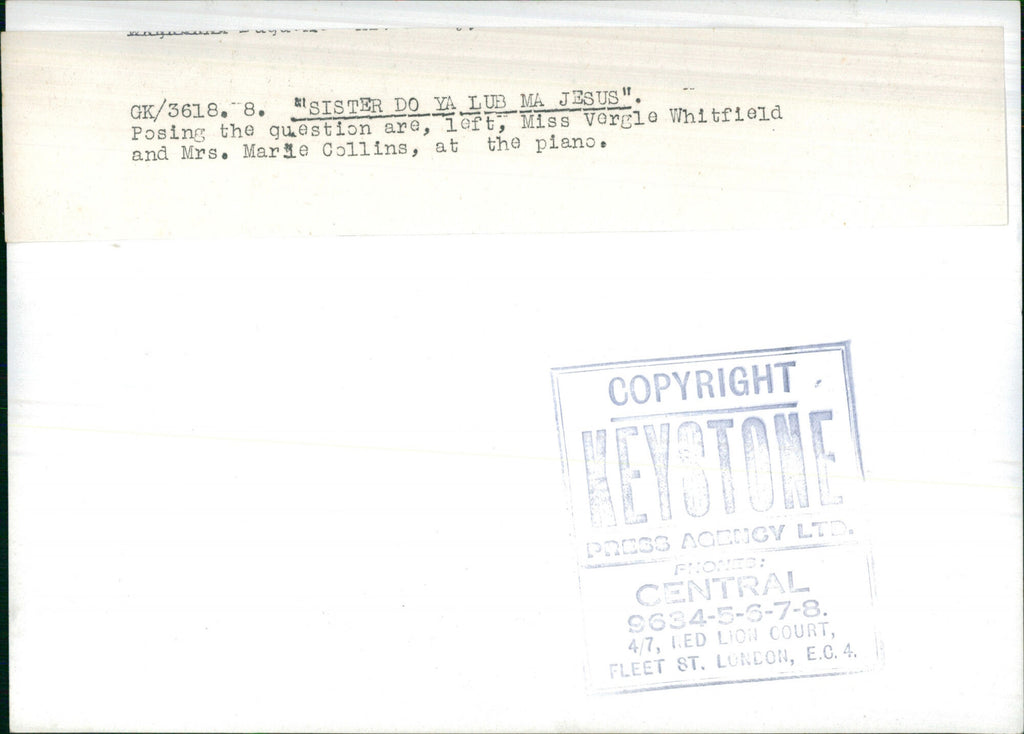 GK/3618. 8. "SISTER DO YA LUB MA JESUS".
Posing the question are, left, Miss Vergle Whitfield
and Mrs. Marie Collins, at the piano.
COPYRIGHT
KEYSTONE
PRESS AGENCY LTD.
PHONES:
CENTRAL
9634-5-6-7-8.
4/7, RED LION COURT,
FLEET ST. LONDON, E.C.4.